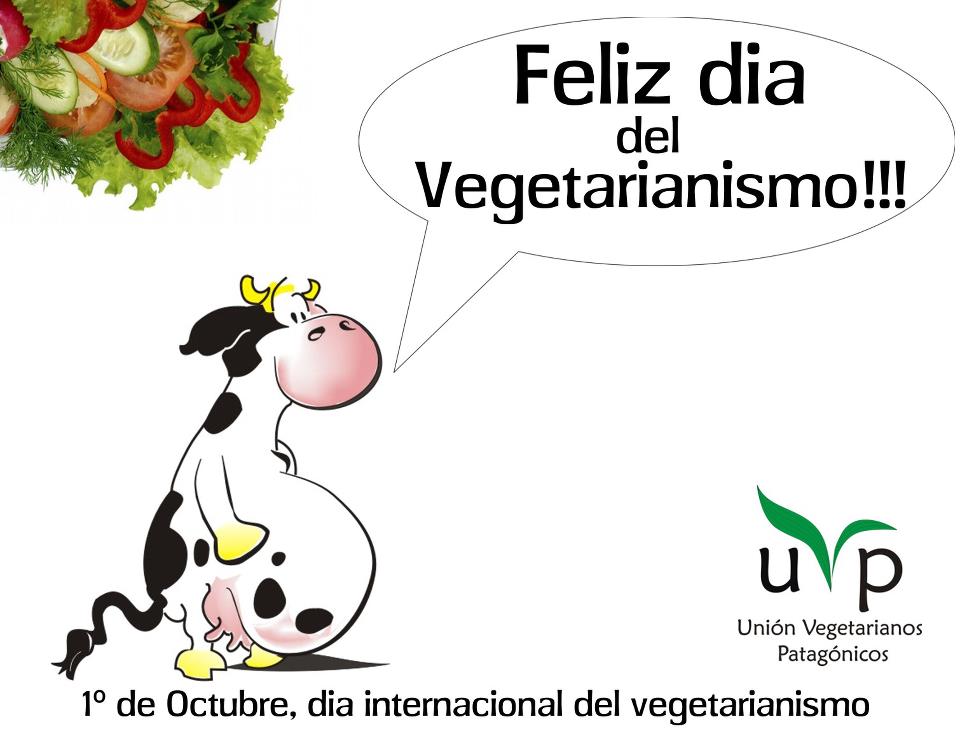 Feliz dia
del
Vegetarianismo!!!
uvp
Unión Vegetarianos
Patagónicos
1º de Octubre, dia internacional del vegetarianismo